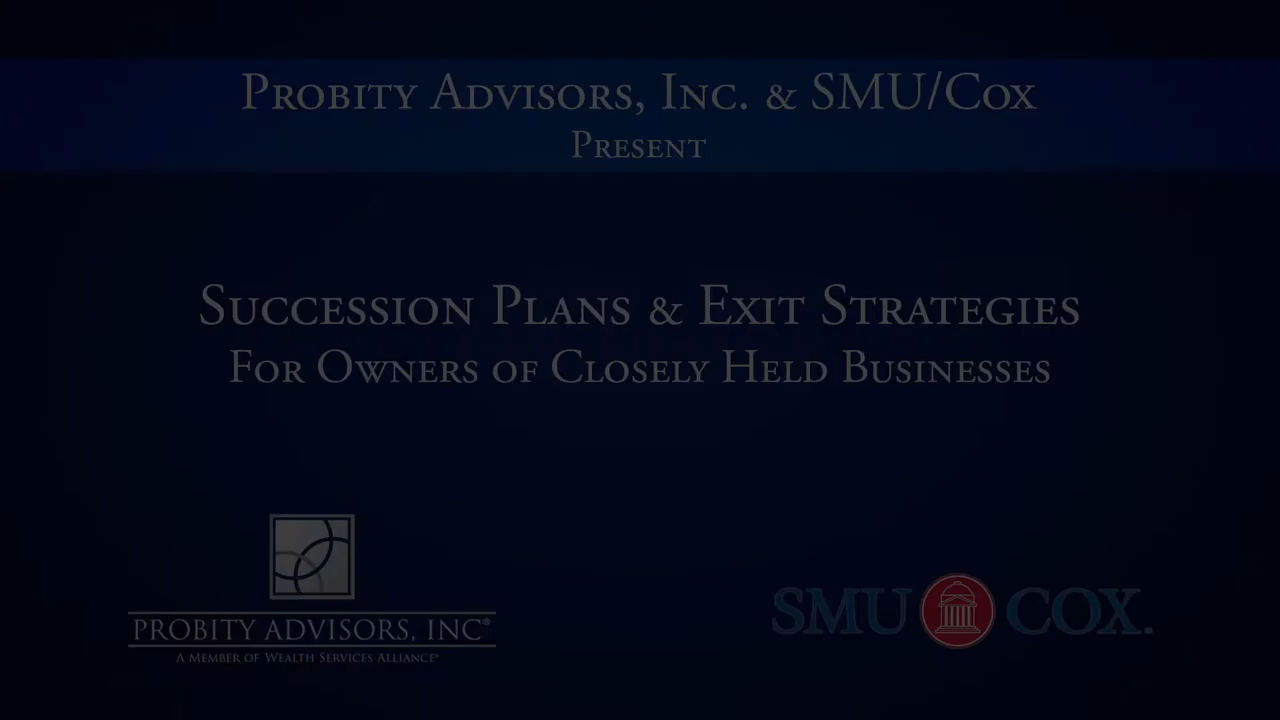 Probity Advisors, Inc. & SMU/Cox
Present
Succession Plans & Exit Strategies
For Owners of Closely Held Businesses
PROBITY ADVISORS, INC®
A Member of Wealth Services Alliance®
SMU COX.